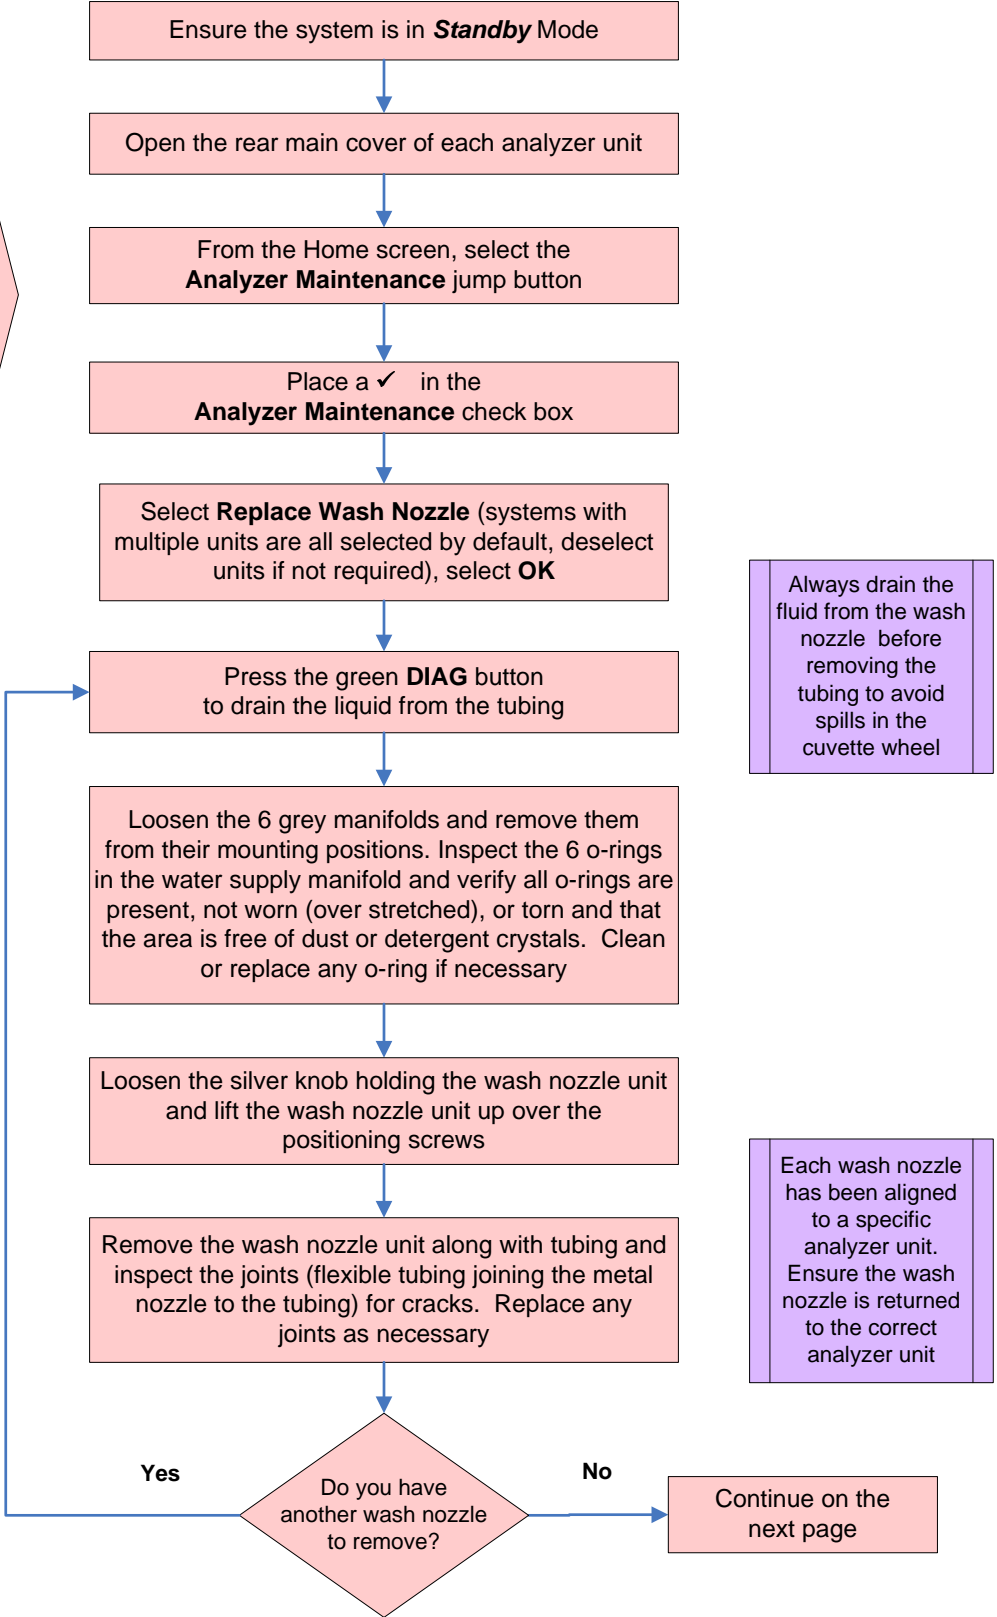 Ensure the system is in Standby Mode
Open the rear main cover of each analyzer unit
From the Home screen, select the
Analyzer Maintenance jump button
Place a ✓ in the
Analyzer Maintenance check box
Select Replace Wash Nozzle (systems with
multiple units are all selected by default, deselect
units if not required), select OK
Always drain the
fluid from the wash
nozzle before
removing the
tubing to avoid
spills in the
cuvette wheel
Press the green DIAG button
to drain the liquid from the tubing
Loosen the 6 grey manifolds and remove them
from their mounting positions. Inspect the 6 o-rings
in the water supply manifold and verify all o-rings are
present, not worn (over stretched), or torn and that
the area is free of dust or detergent crystals. Clean
or replace any o-ring if necessary
Loosen the silver knob holding the wash nozzle unit
and lift the wash nozzle unit up over the
positioning screws
Each wash nozzle
has been aligned
to a specific
analyzer unit.
Ensure the wash
nozzle is returned
to the correct
analyzer unit
Remove the wash nozzle unit along with tubing and
inspect the joints (flexible tubing joining the metal
nozzle to the tubing) for cracks. Replace any
joints as necessary
Yes
Do you have
another wash nozzle
to remove?
No
Continue on the
next page